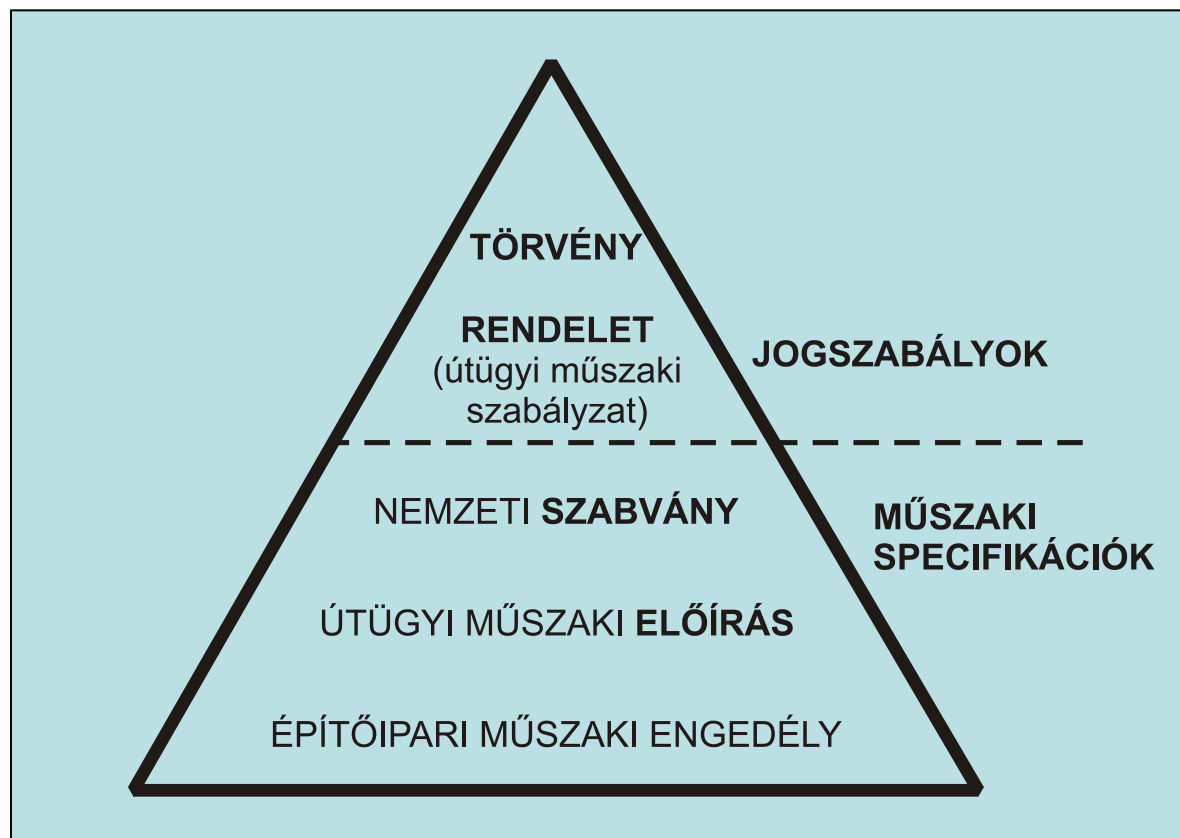 TÖRVÉNY
RENDELET
(útügyi műszaki
szabályzat)
JOGSZABÁLYOK
NEMZETI SZABVÁNY
MŰSZAKI
SPECIFIKÁCIÓK
ÚTÜGYI MŰSZAKI ELŐÍRÁS
ÉPÍTŐIPARI MŰSZAKI ENGEDÉLY